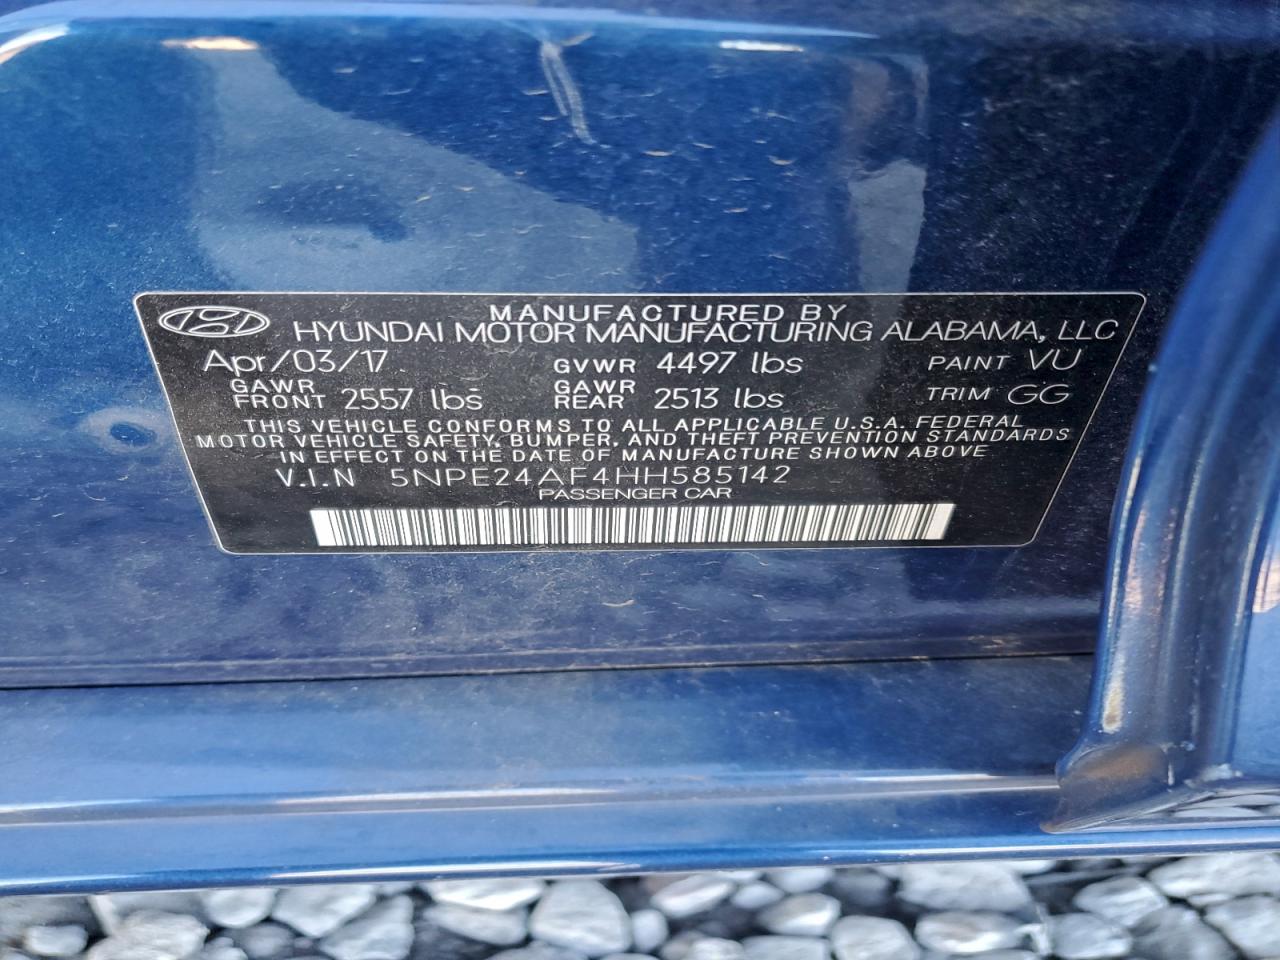 MANUFACTURED BY
HYUNDAI MOTOR MANUFACTURING ALABAMA, LLC
Apr/03/17 GVWR 4497 lbs PAINT VU
GAWR FRONT 2557 lbs GAWR REAR 2513 lbs TRIM GG
THIS VEHICLE CONFORMS TO ALL APPLICABLE U.S.A. FEDERAL
MOTOR VEHICLE SAFETY, BUMPER, AND THEFT PREVENTION STANDARDS
IN EFFECT ON THE DATE OF MANUFACTURE SHOWN ABOVE
V.I.N 5NPE24AF4HH585142
PASSENGER CAR